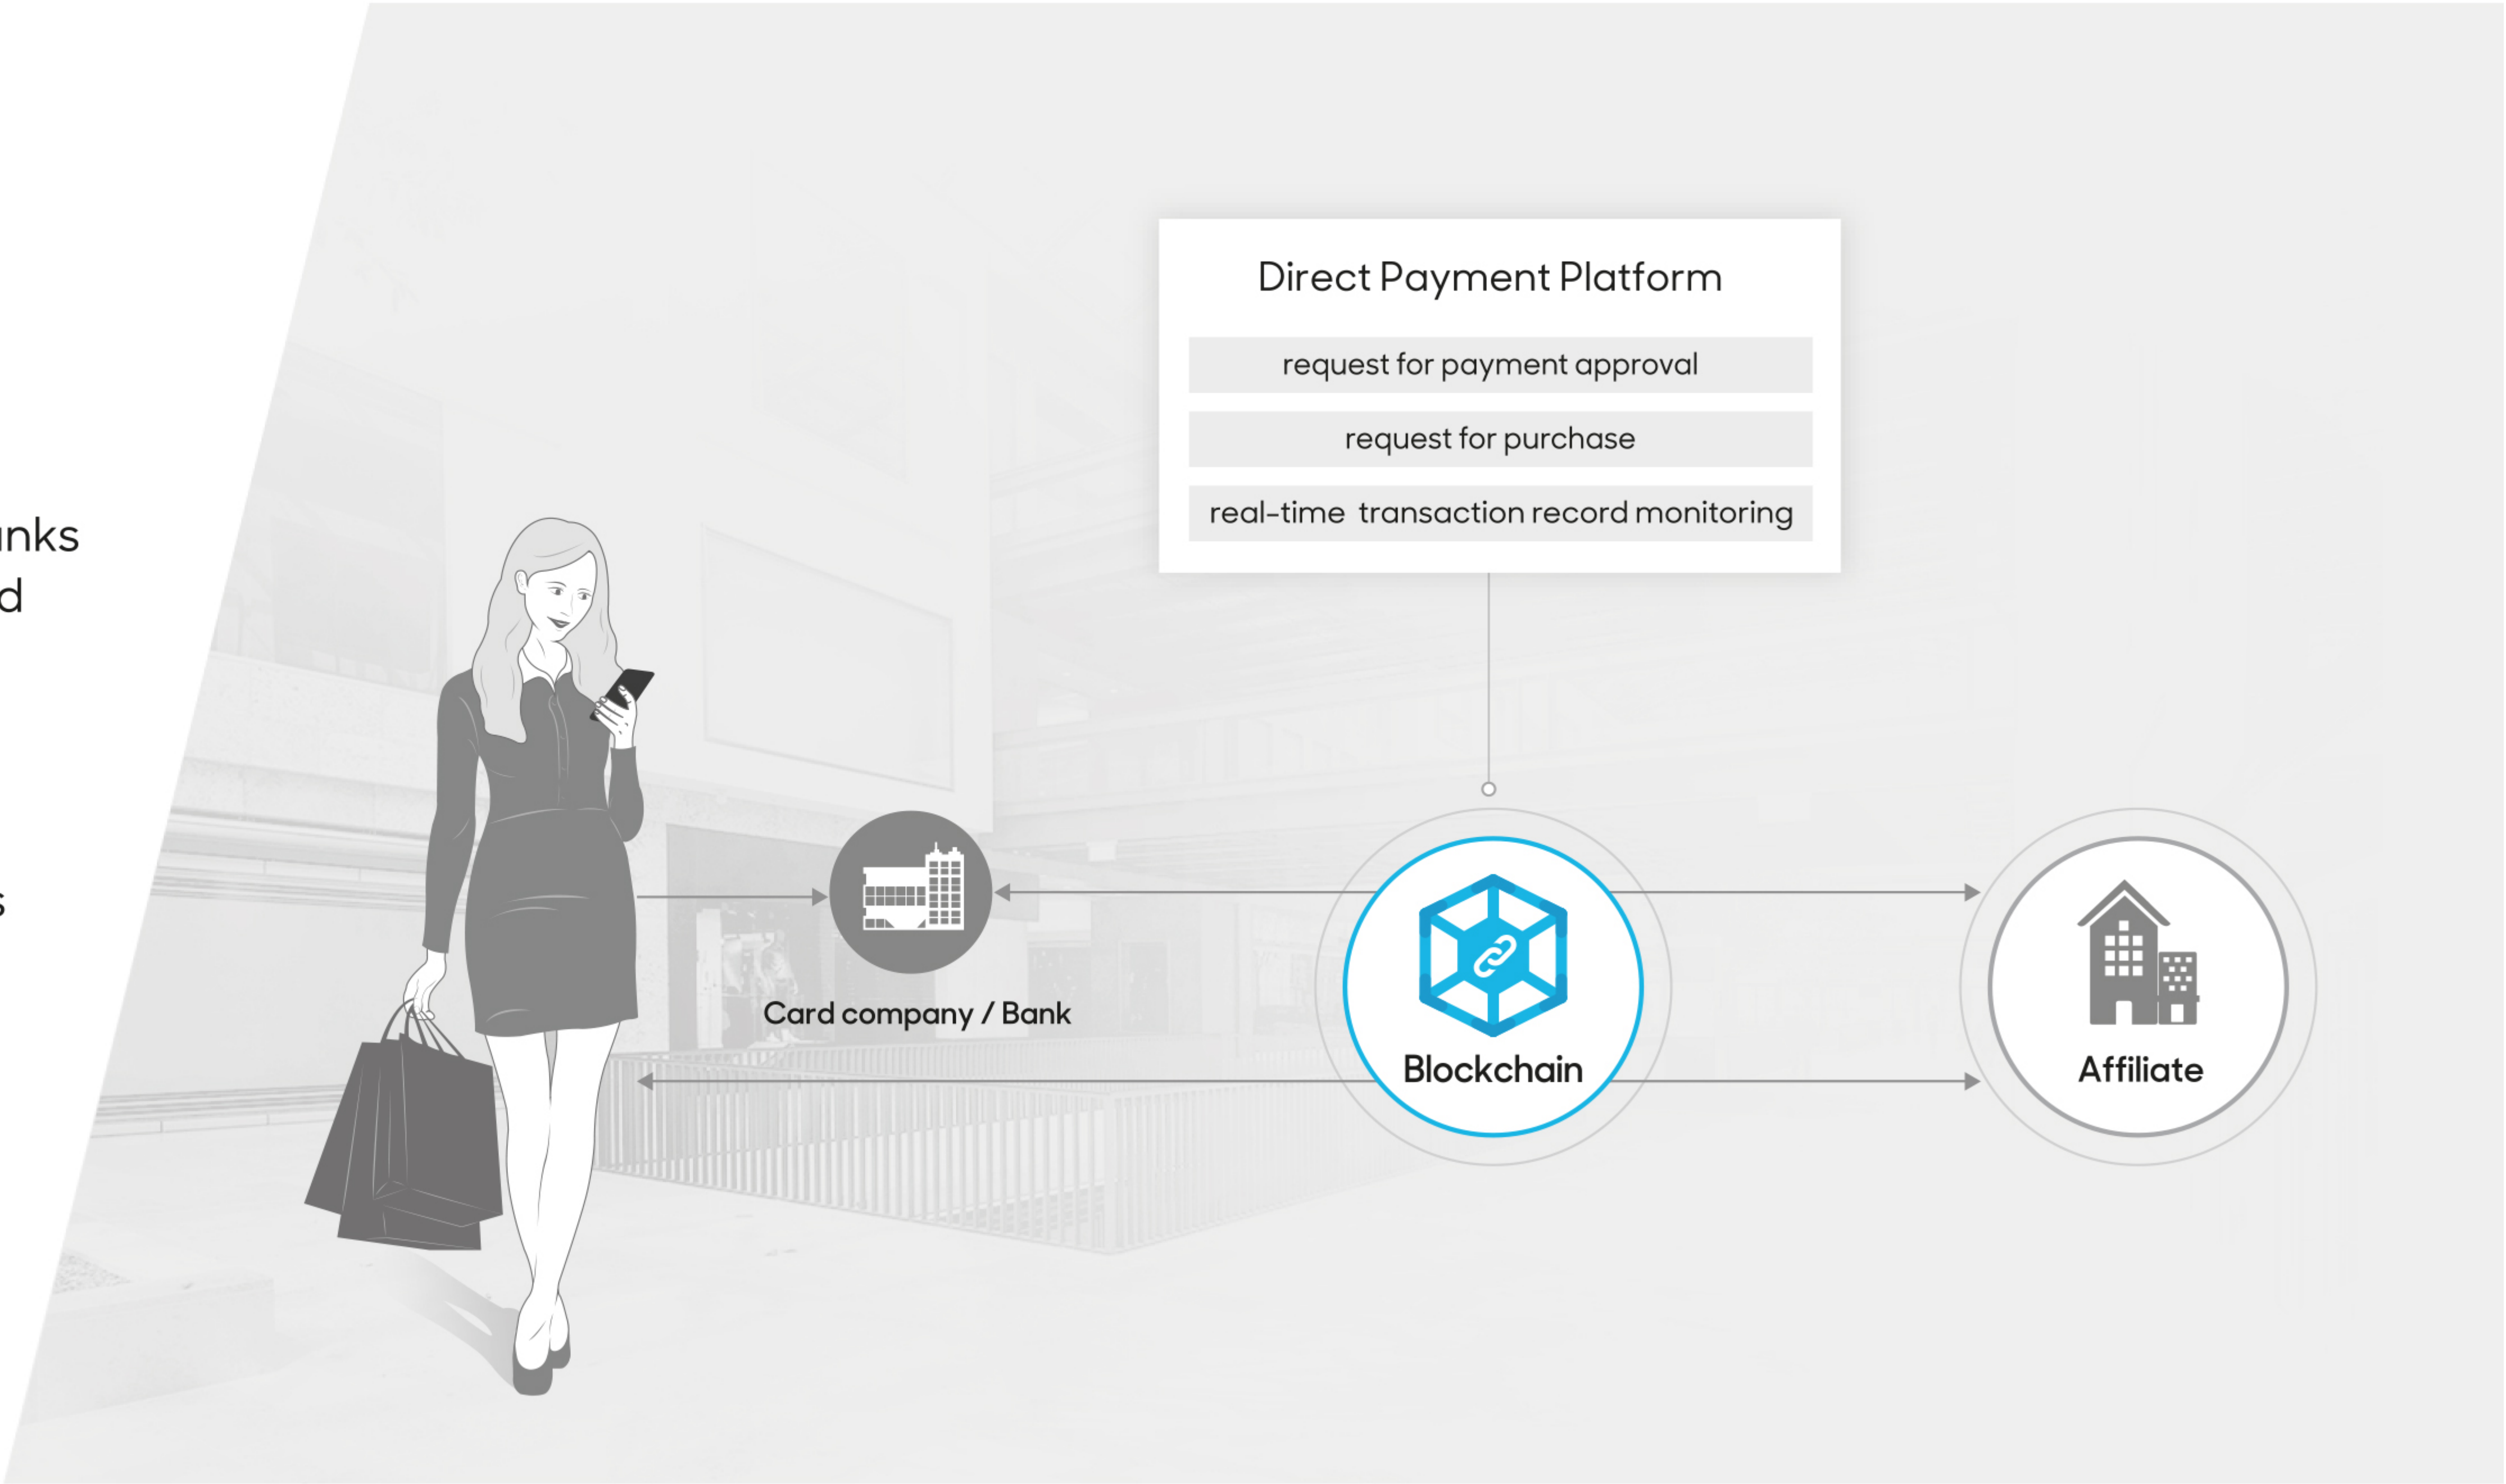 Direct Payment Platform
request for payment approval
request for purchase
real-time transaction record monitoring
d
s
Card company / Bank
Blockchain
Affiliate